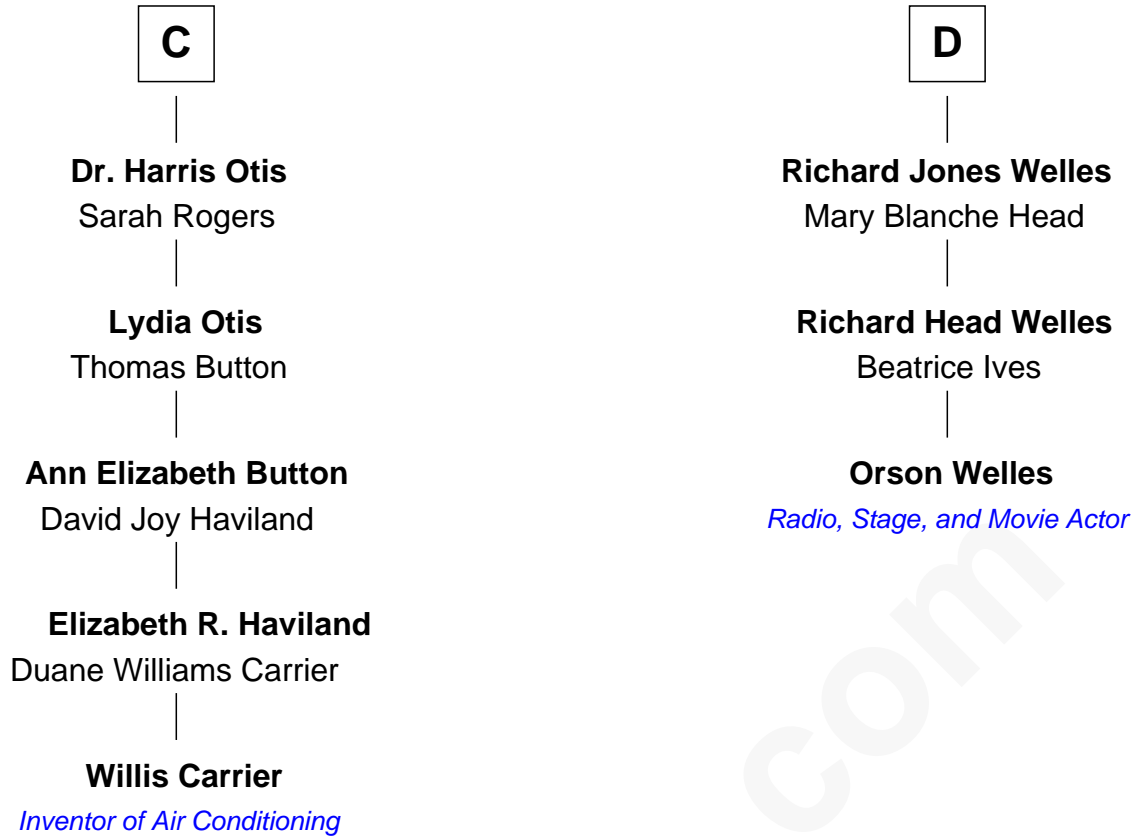 C
Dr. Harris Otis
Sarah Rogers
Lydia Otis
Thomas Button
Ann Elizabeth Button
David Joy Haviland
Elizabeth R. Haviland
Duane Williams Carrier
Willis Carrier
Inventor of Air Conditioning
D
Richard Jones Welles
Mary Blanche Head
Richard Head Welles
Beatrice Ives
Orson Welles
Radio, Stage, and Movie Actor
com